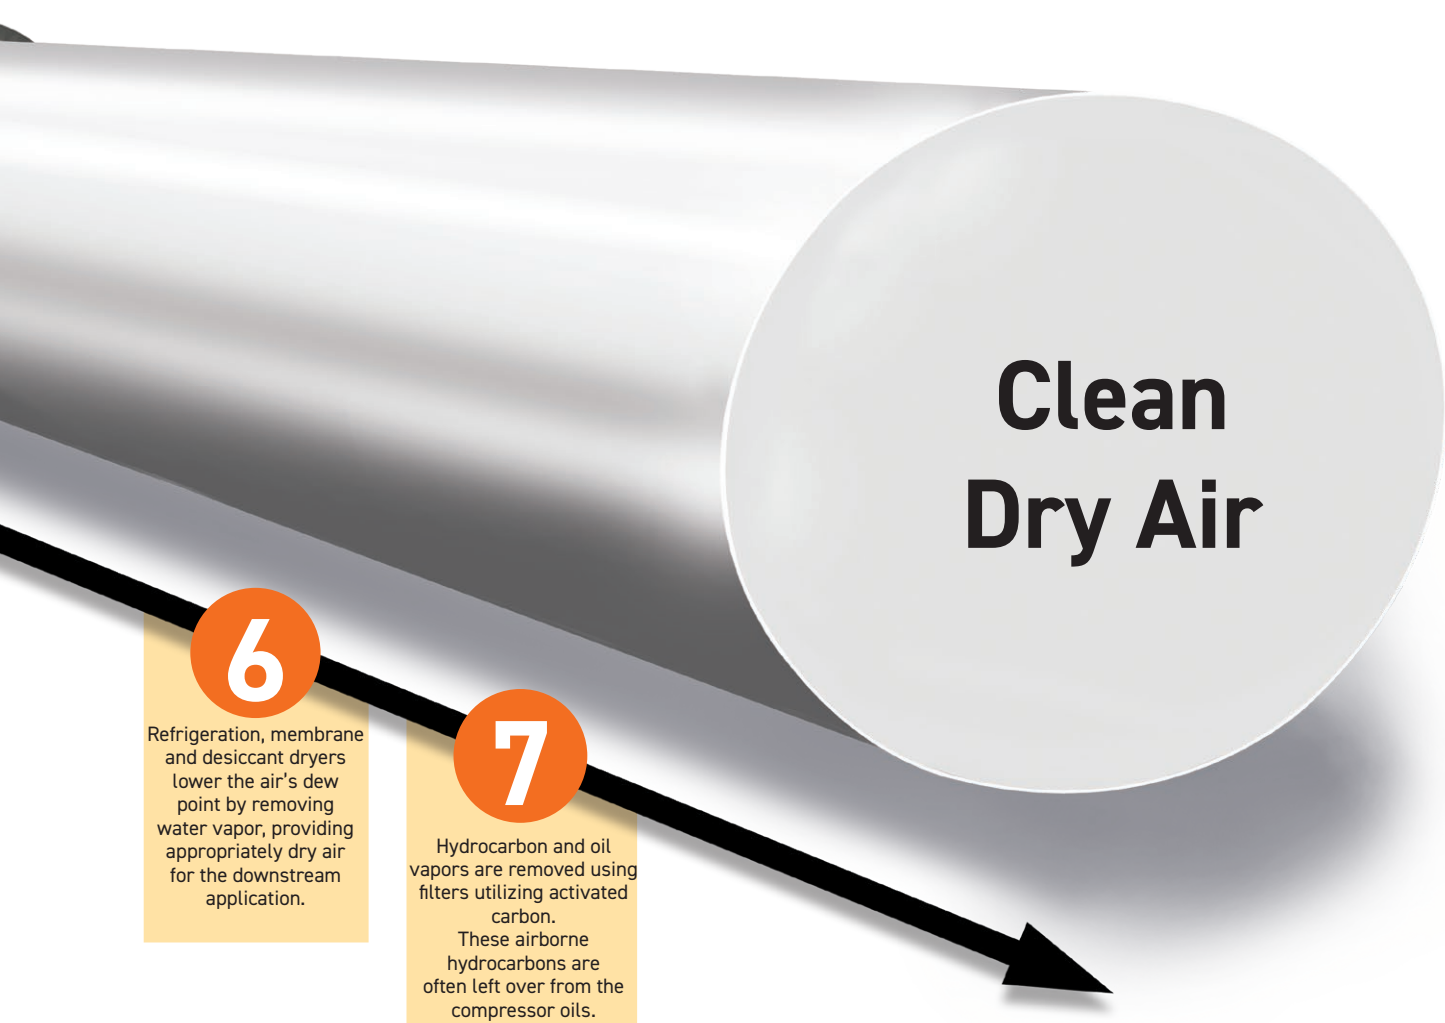 Clean
Dry Air
6
Refrigeration, membrane
and desiccant dryers
lower the air's dew
point by removing
water vapor, providing
appropriately dry air
for the downstream
application.
7
Hydrocarbon and oil
vapors are removed using
filters utilizing activated
carbon.
These airborne
hydrocarbons are
often left over from the
compressor oils.